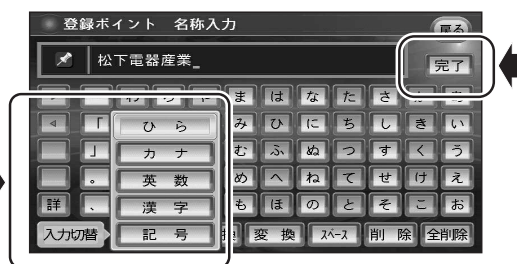 登録ポイント 名称入力
戻る
松下電器産業_
完了
ま は な た さ
「 み ひ に ち し き い
」 む ふ ぬ つ す く う
。 め へ ね て せ け え
詳 、 も ほ の と そ こ お
ひら
カナ
英数
漢字
記号
入力切替 変換 スペース 削除 全削除